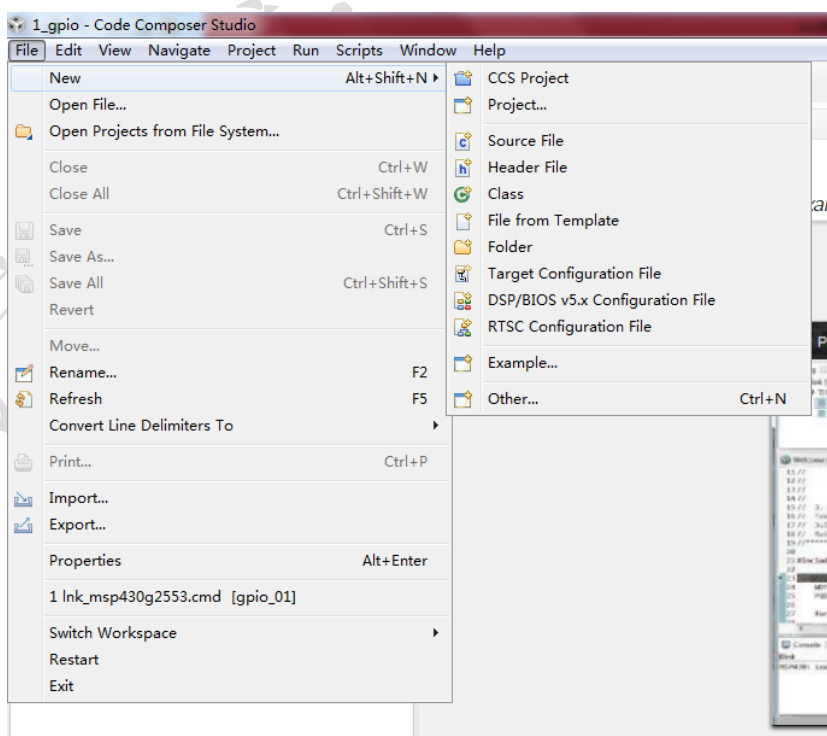 1_gpio - Code Composer Studio
File Edit View Navigate Project Run Scripts Window Help
New Alt+Shift+N
Open File...
Open Projects from File System...
Close Ctrl+W
Close All Ctrl+Shift+W
Save Ctrl+S
Save As...
Save All Ctrl+Shift+S
Revert
Move...
Rename... F2
Refresh F5
Convert Line Delimiters To
Print... Ctrl+P
Import...
Export...
Properties Alt+Enter
1 lnk_msp430g2553.cmd [gpio_01]
Switch Workspace
Restart
Exit
CCS Project
Project...
Source File
Header File
Class
File from Template
Folder
Target Configuration File
DSP/BIOS v5.x Configuration File
RTSC Configuration File
Example...
Other... Ctrl+N
Welcome
Console